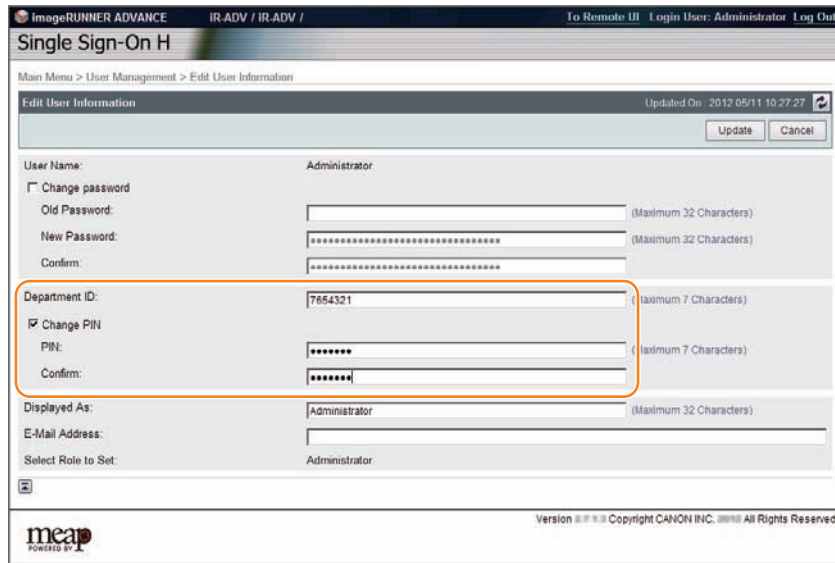 imageRUNNER ADVANCE IR-ADV / IR-ADV / To Remote UI Login User: Administrator Log Out
Single Sign-On H
Main Menu > User Management > Edit User Information
Edit User Information Updated On : 2012 05/11 10:27:27
Update Cancel
User Name: Administrator
Change password
Old Password: (Maximum 32 Characters)
New Password: •••••••••••••••••••••••••••••••• (Maximum 32 Characters)
Confirm: ••••••••••••••••••••••••••••••••
Department ID: 7654321 (Maximum 7 Characters)
Change PIN
PIN: ••••••• (Maximum 7 Characters)
Confirm: •••••••
Displayed As: Administrator (Maximum 32 Characters)
E-Mail Address:
Select Role to Set: Administrator
Version Copyright CANON INC. All Rights Reserved
meap
POWERED BY